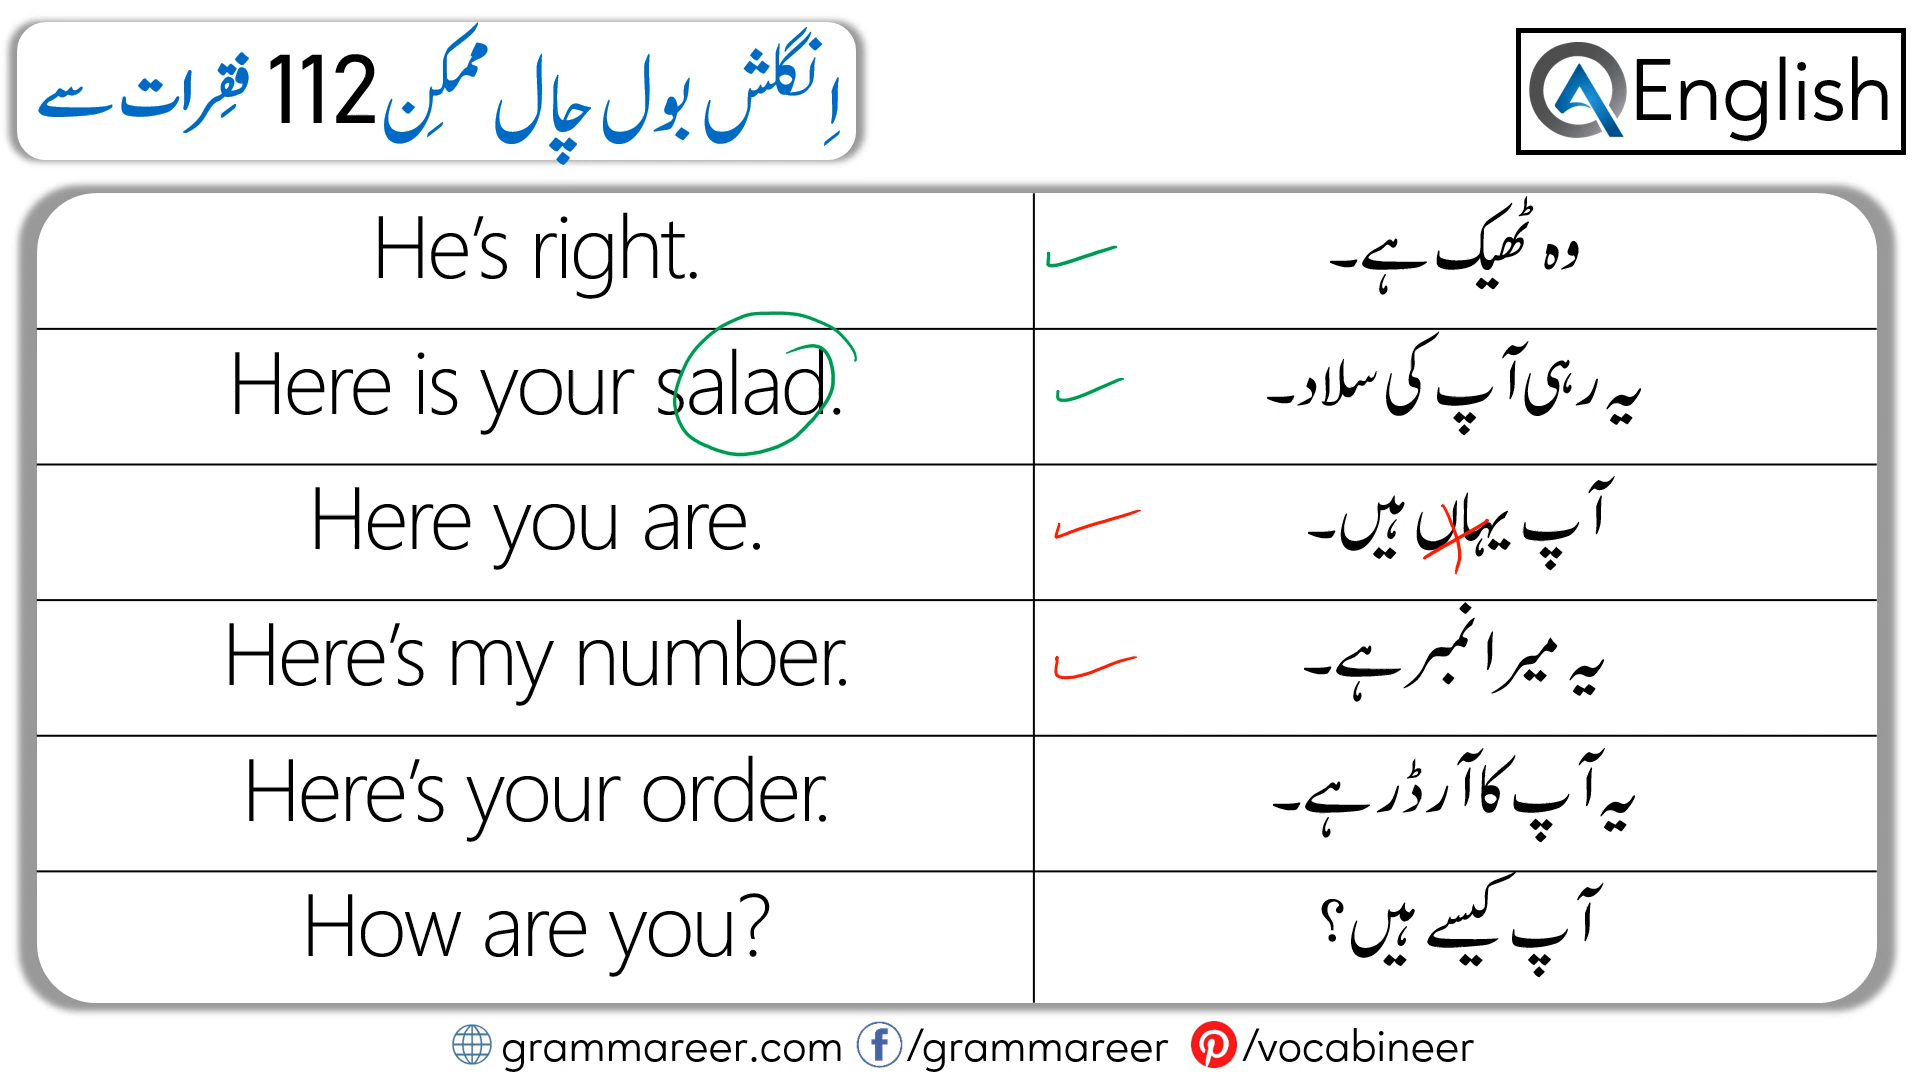 اِنگلش بول چال ممکِن 112 فقِرات سے
English
He's right.
وہ ٹھیک ہے۔
Here is your salad.
یہ رہی آپ کی سلاد۔
Here you are.
آپ یہاں ہیں۔
Here's my number.
یہ میرا نمبر ہے۔
Here's your order.
یہ آپ کا آرڈر ہے۔
How are you?
آپ کیسے ہیں؟
grammareer.com /grammareer /vocabineer